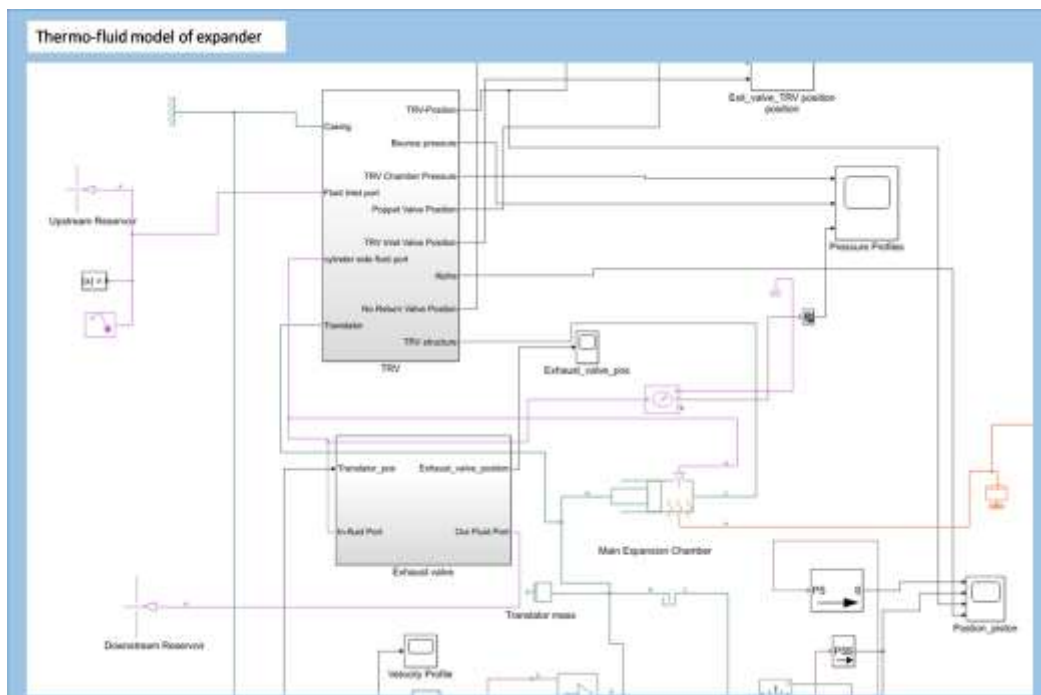 Thermo-fluid model of expander
Exit_valve_TRV position
position
TRV-Position
Casing
Bounce pressure
TRV Chamber Pressure
Fluid Inlet port
Poppet Valve Position
Upstream Reservoir
TRV Inlet Valve Position
Pressure Profiles
cylinder side fluid port
No Return Valve Position
Translator
TRV structure
TRV
Exhaust_valve_pos
Translator_pos
Exhaust_valve_position
In-fluid Port
Out Fluid Port
Main Expansion Chamber
Exhaust valve
PS
S
Translator mass
Position_piston
Downstream Reservoir
Velocity Profile
PSS